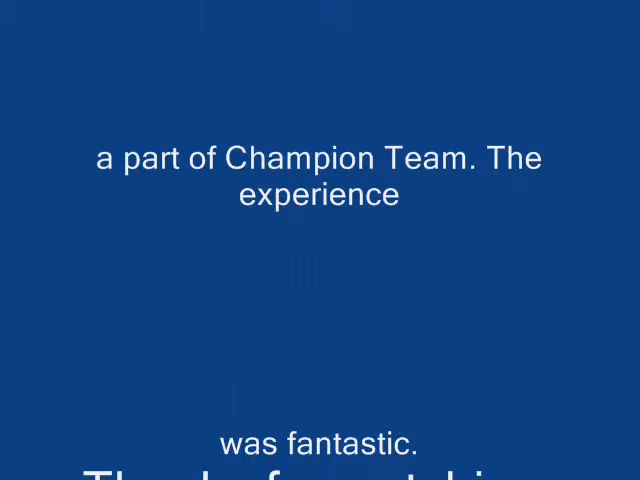 a part of Champion Team. The
experience
was fantastic.